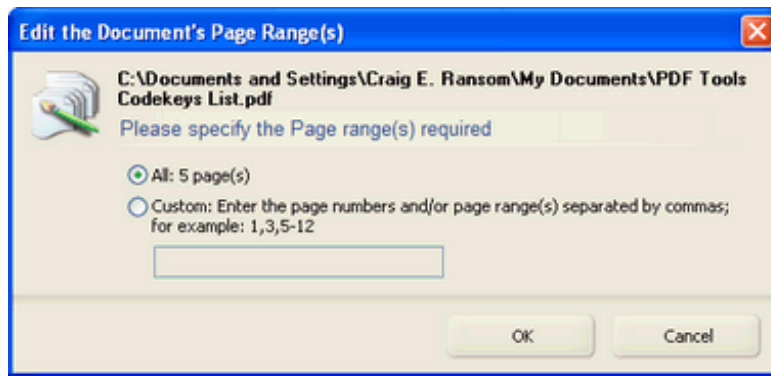 Edit the Document's Page Range(s)
C:\Documents and Settings\Craig E. Ransom\My Documents\PDF Tools
Codekeys List.pdf
Please specify the Page range(s) required
All: 5 page(s)
Custom: Enter the page numbers and/or page range(s) separated by commas;
for example: 1,3,5-12
OK
Cancel